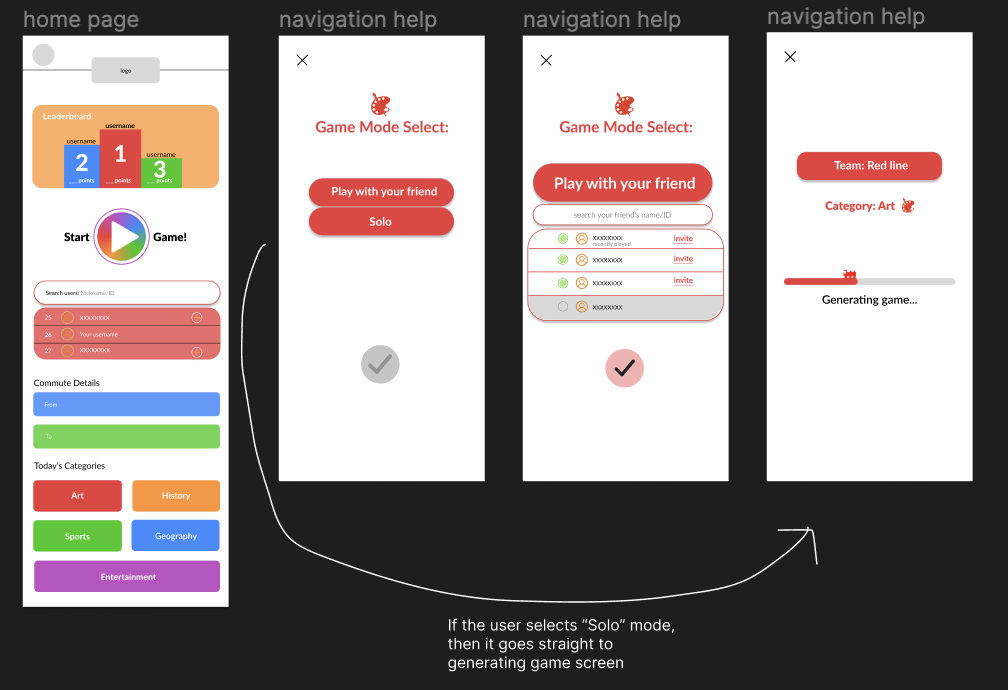 home page
navigation help
navigation help
navigation help
logo
Leaderboard
username
username
username
2
1
3
___ points
___ points
___ points
Start
Game!
Search users: Nickname/ID
25 xxxxxxxx
26 Your username
27 xxxxxxxx
Commute Details
From
To
Today's Categories
Art
History
Sports
Geography
Entertainment
Game Mode Select:
Play with your friend
Solo
Game Mode Select:
Play with your friend
search your friend's name/ID
xxxxxxxx invite
recently played
xxxxxxxx invite
xxxxxxxx invite
xxxxxxxx
Team: Red line
Category: Art
Generating game...
If the user selects “Solo” mode,
then it goes straight to
generating game screen